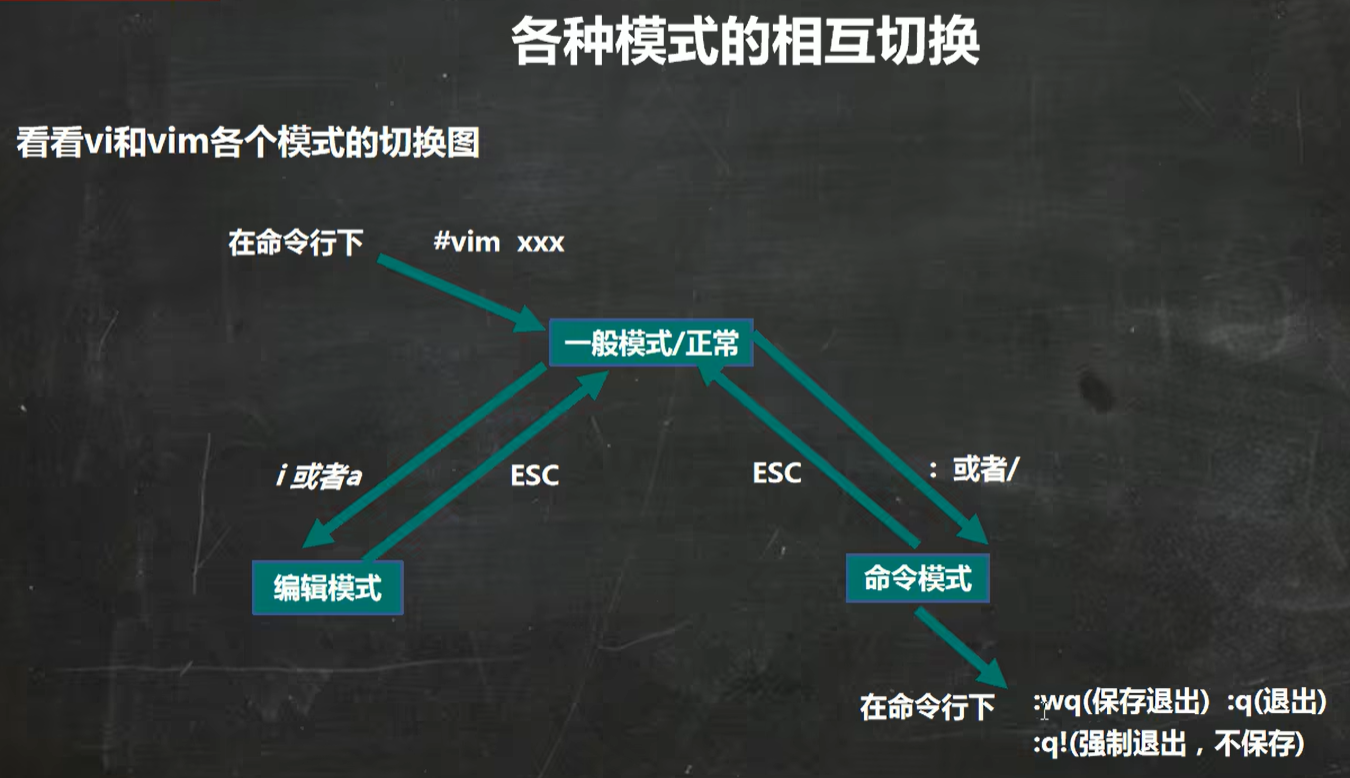 各种模式的相互切换
看看vi和vim各个模式的切换图
在命令行下 #vim xxx
一般模式/正常
i 或者a
ESC
ESC
：或者/
编辑模式
命令模式
在命令行下
:wq(保存退出) :q(退出)
:q!(强制退出，不保存)